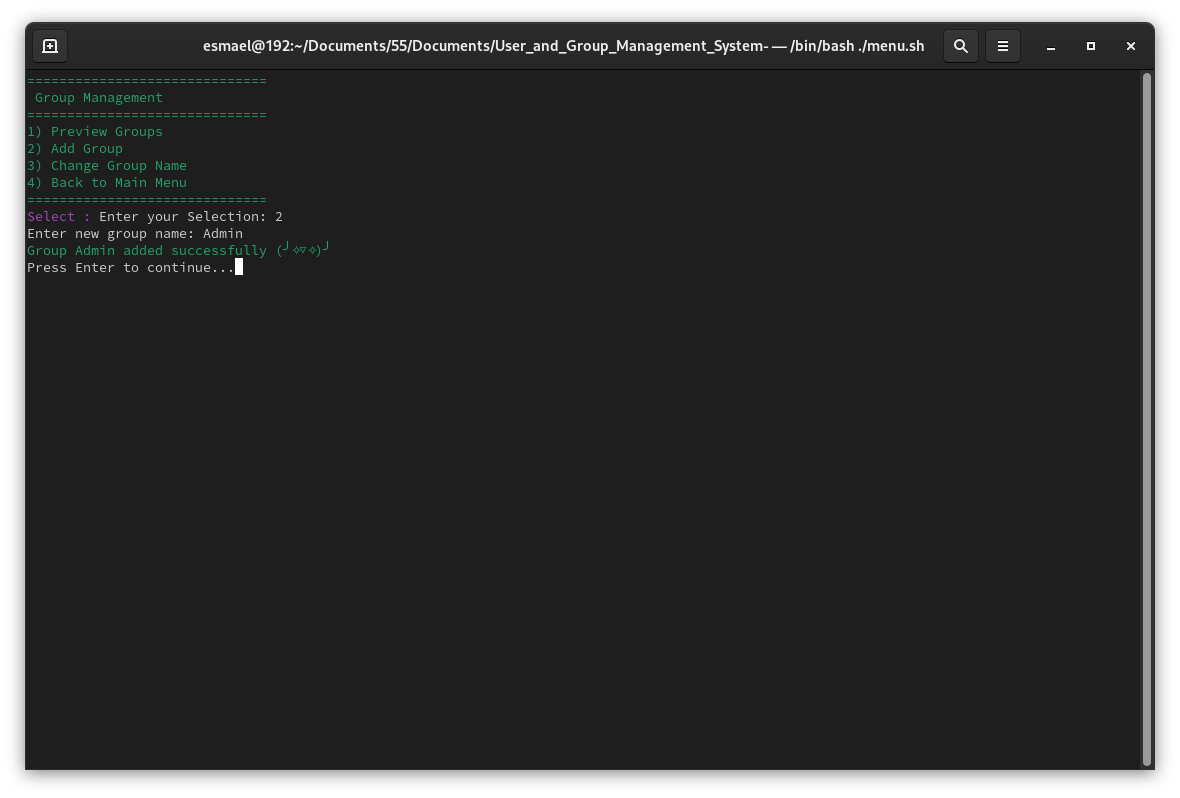 esmael@192:~/Documents/55/Documents/User_and_Group_Management_System- — /bin/bash ./menu.sh
==============================
 Group Management
==============================
1) Preview Groups
2) Add Group
3) Change Group Name
4) Back to Main Menu
==============================
Select : Enter your Selection: 2
Enter new group name: Admin
Group Admin added successfully (╯✧▽✧)╯
Press Enter to continue...